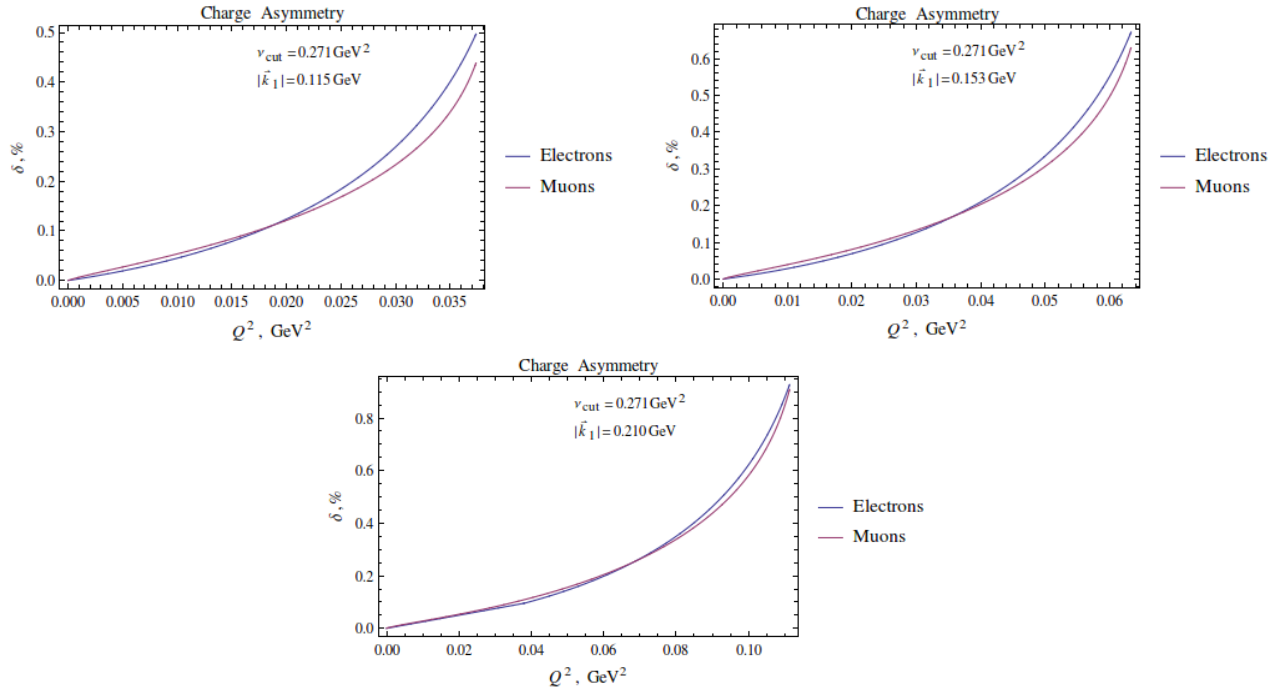 Charge Asymmetry
ν_cut = 0.271 GeV²
|k⃗₁| = 0.115 GeV
0.5
0.4
0.3
0.2
0.1
0.0
δ, %
0.000 0.005 0.010 0.015 0.020 0.025 0.030 0.035
Q², GeV²
Electrons
Muons
Charge Asymmetry
ν_cut = 0.271 GeV²
|k⃗₁| = 0.153 GeV
0.6
0.5
0.4
0.3
0.2
0.1
0.0
δ, %
0.00 0.01 0.02 0.03 0.04 0.05 0.06
Q², GeV²
Electrons
Muons
Charge Asymmetry
ν_cut = 0.271 GeV²
|k⃗₁| = 0.210 GeV
0.8
0.6
0.4
0.2
0.0
δ, %
0.00 0.02 0.04 0.06 0.08 0.10
Q², GeV²
Electrons
Muons